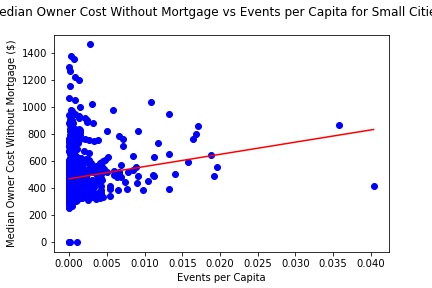 edian Owner Cost Without Mortgage vs Events per Capita for Small Citie
1400
1200
1000
800
600
400
200
0
Median Owner Cost Without Mortgage ($)
0.000 0.005 0.010 0.015 0.020 0.025 0.030 0.035 0.040
Events per Capita